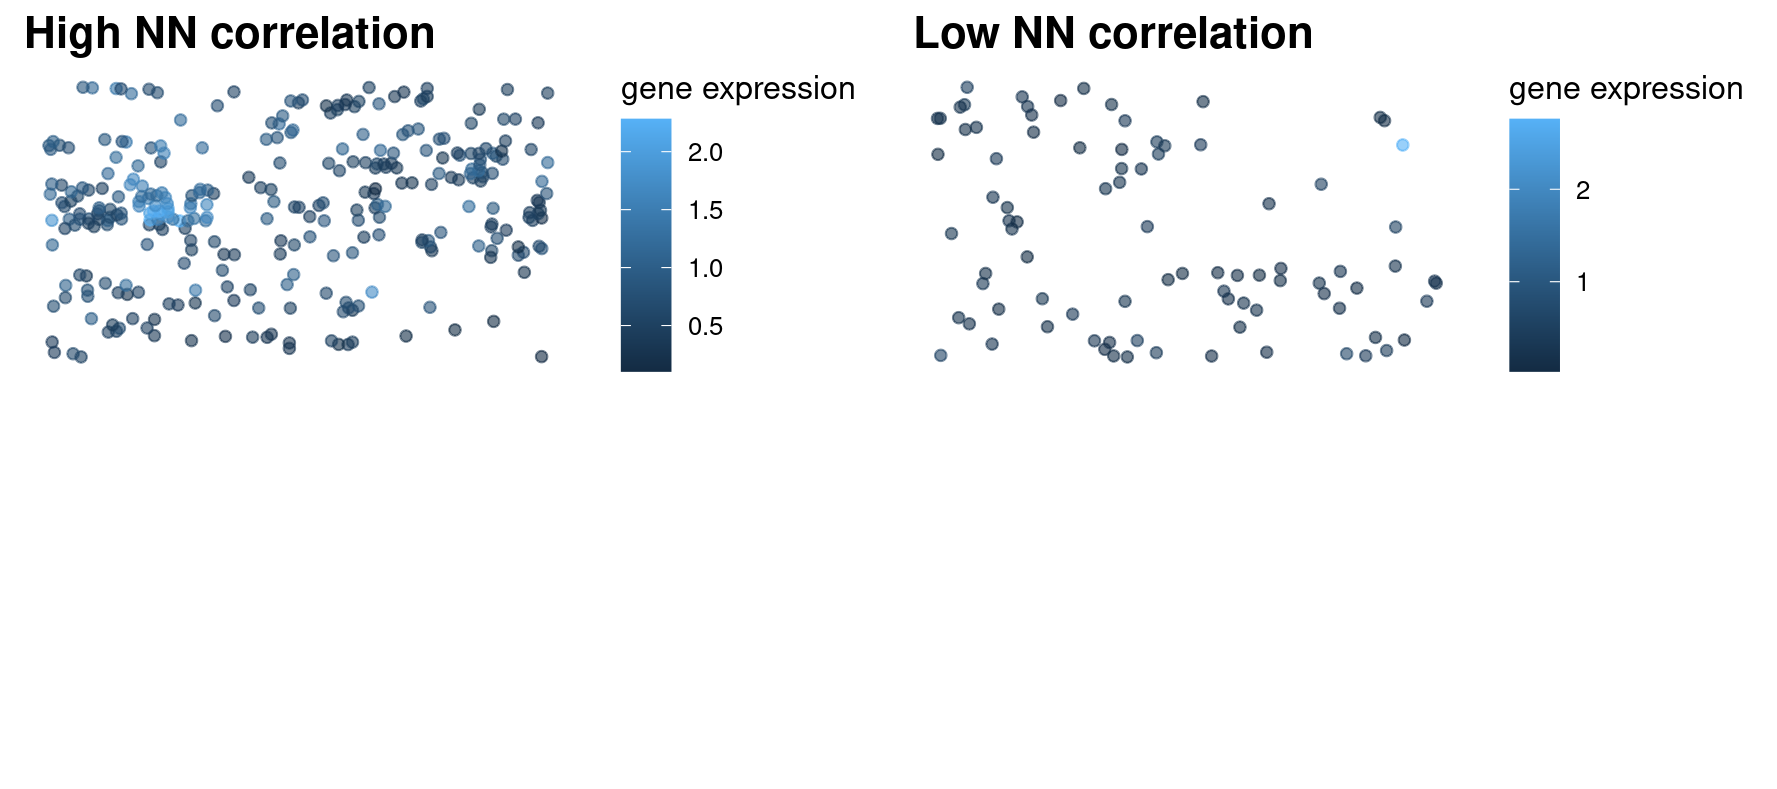 High NN correlation
gene expression
2.0
1.5
1.0
0.5
Low NN correlation
gene expression
2
1